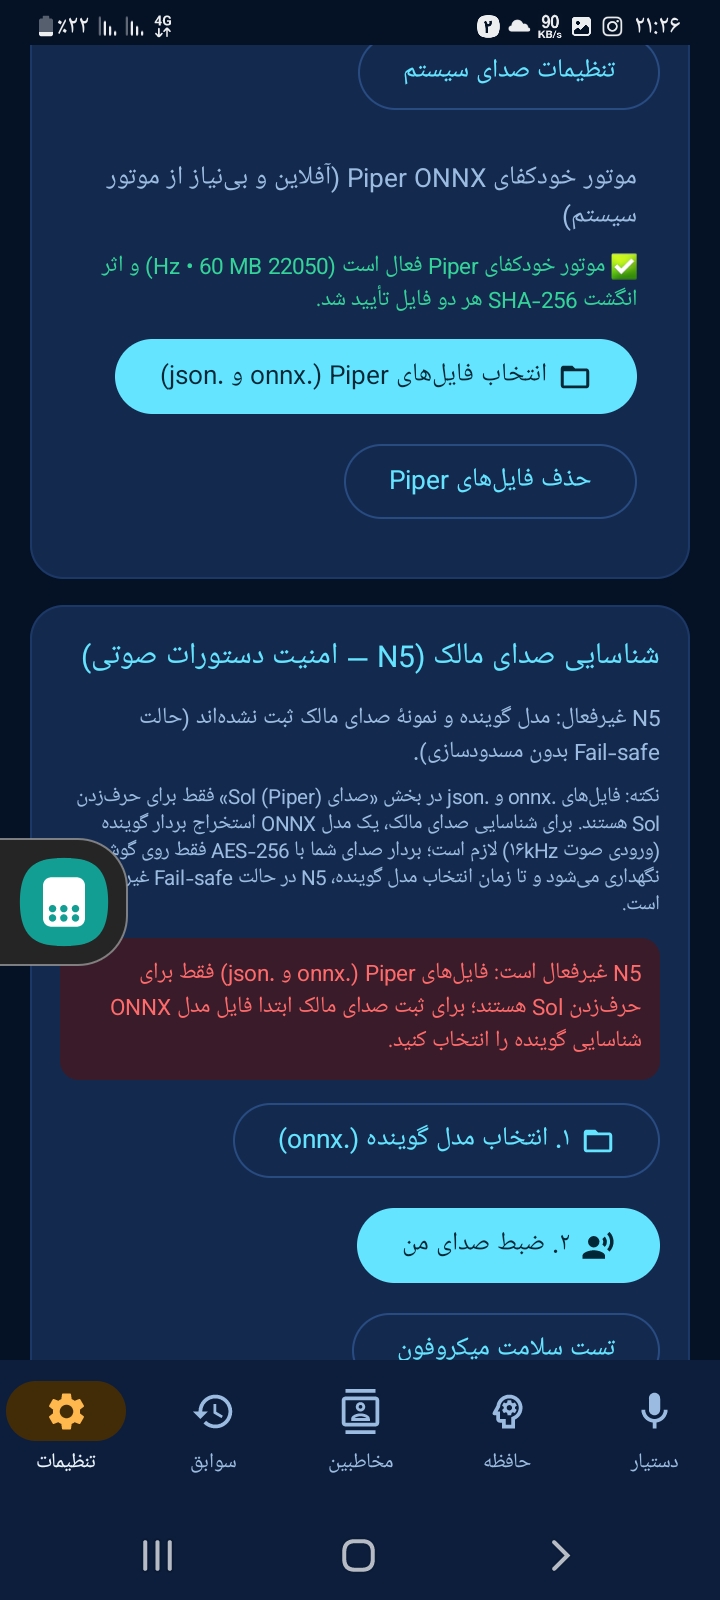 ٪۲۲ 4G ۲ 90 KB/s ۲۱:۲۶
تنظیمات صدای سیستم
موتور خودکفای Piper ONNX (آفلاین و بی‌نیاز از موتور
سیستم)
✅ موتور خودکفای Piper فعال است (22050 Hz • 60 MB) و اثر
انگشت SHA-256 هر دو فایل تأیید شد.
انتخاب فایل‌های Piper (.onnx و .json)
حذف فایل‌های Piper
شناسایی صدای مالک (N5 — امنیت دستورات صوتی)
N5 غیرفعال: مدل گوینده و نمونهٔ صدای مالک ثبت نشده‌اند (حالت
Fail-safe بدون مسدودسازی).
نکته: فایل‌های .onnx و .json در بخش «صدای Sol (Piper)» فقط برای حرف‌زدن
Sol هستند. برای شناسایی صدای مالک، یک مدل ONNX استخراج بردار گوینده
(ورودی صوت ۱۶kHz) لازم است؛ بردار صدای شما با AES-256 فقط روی
نگهداری می‌شود و تا زمان انتخاب مدل گوینده، N5 در حالت Fail-safe
است.
N5 غیرفعال است: فایل‌های Piper (.onnx و .json) فقط برای
حرف‌زدن Sol هستند؛ برای ثبت صدای مالک ابتدا فایل مدل ONNX
شناسایی گوینده را انتخاب کنید.
۱. انتخاب مدل گوینده (.onnx)
۲. ضبط صدای من
تست سلامت میکروفون
دستیار
حافظه
مخاطبین
سوابق
تنظیمات